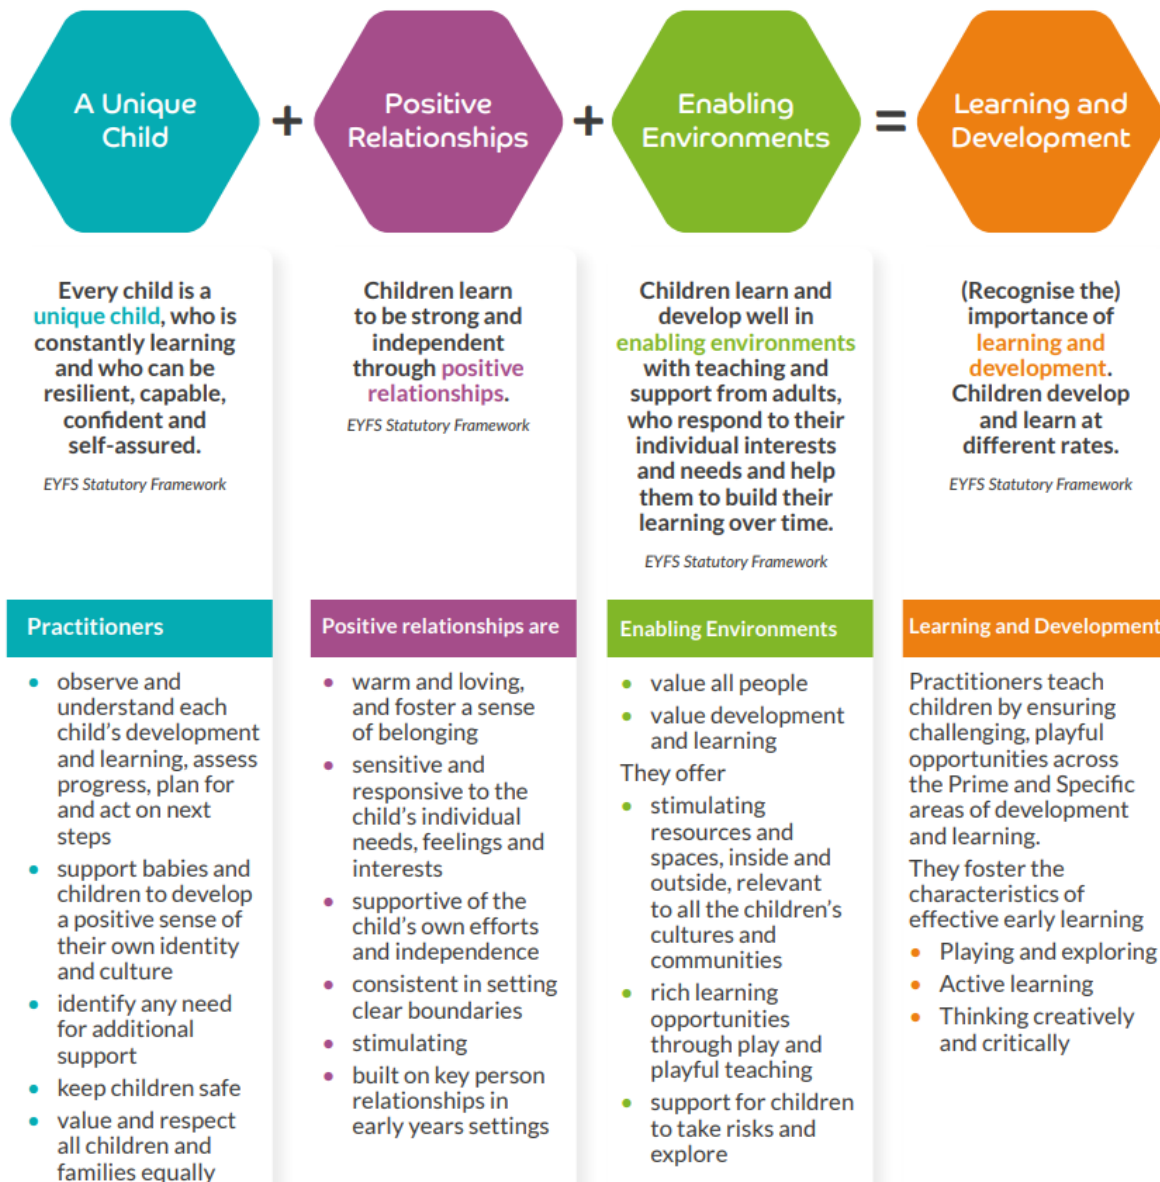 A Unique
Child
+
Positive
Relationships
+
Enabling
Environments
=
Learning and
Development
Every child is a
unique child, who is
constantly learning
and who can be
resilient, capable,
confident and
self-assured.
EYFS Statutory Framework
Children learn
to be strong and
independent
through positive
relationships.
EYFS Statutory Framework
Children learn and
develop well in
enabling environments
with teaching and
support from adults,
who respond to their
individual interests
and needs and help
them to build their
learning over time.
EYFS Statutory Framework
(Recognise the)
importance of
learning and
development.
Children develop
and learn at
different rates.
EYFS Statutory Framework
Practitioners
• observe and
understand each
child's development
and learning, assess
progress, plan for
and act on next
steps
• support babies and
children to develop
a positive sense of
their own identity
and culture
• identify any need
for additional
support
• keep children safe
• value and respect
all children and
families equally
Positive relationships are
• warm and loving,
and foster a sense
of belonging
• sensitive and
responsive to the
child's individual
needs, feelings and
interests
• supportive of the
child's own efforts
and independence
• consistent in setting
clear boundaries
• stimulating
• built on key person
relationships in
early years settings
Enabling Environments
• value all people
• value development
and learning
They offer
• stimulating
resources and
spaces, inside and
outside, relevant
to all the children's
cultures and
communities
• rich learning
opportunities
through play and
playful teaching
• support for children
to take risks and
explore
Learning and Development
Practitioners teach
children by ensuring
challenging, playful
opportunities across
the Prime and Specific
areas of development
and learning.
They foster the
characteristics of
effective early learning
• Playing and exploring
• Active learning
• Thinking creatively
and critically